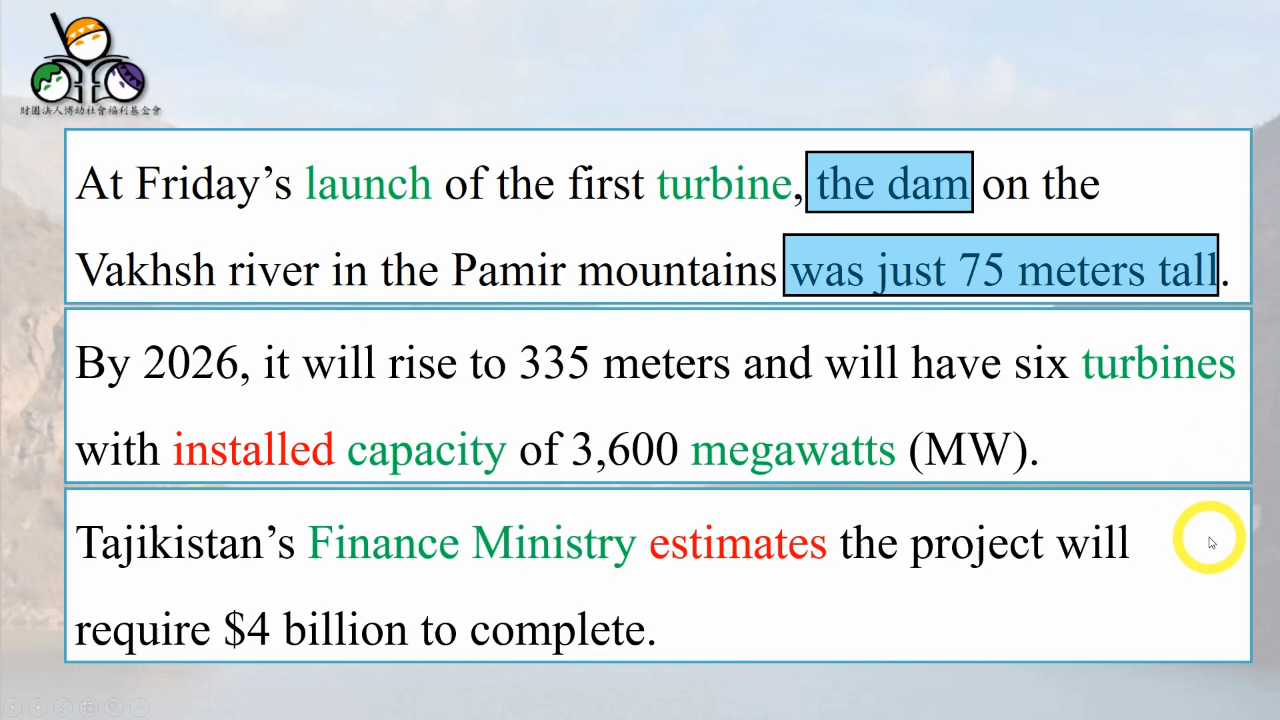 財團法人博幼社會福利基金會
At Friday’s launch of the first turbine, the dam on the
Vakhsh river in the Pamir mountains was just 75 meters tall.
By 2026, it will rise to 335 meters and will have six turbines
with installed capacity of 3,600 megawatts (MW).
Tajikistan’s Finance Ministry estimates the project will
require $4 billion to complete.